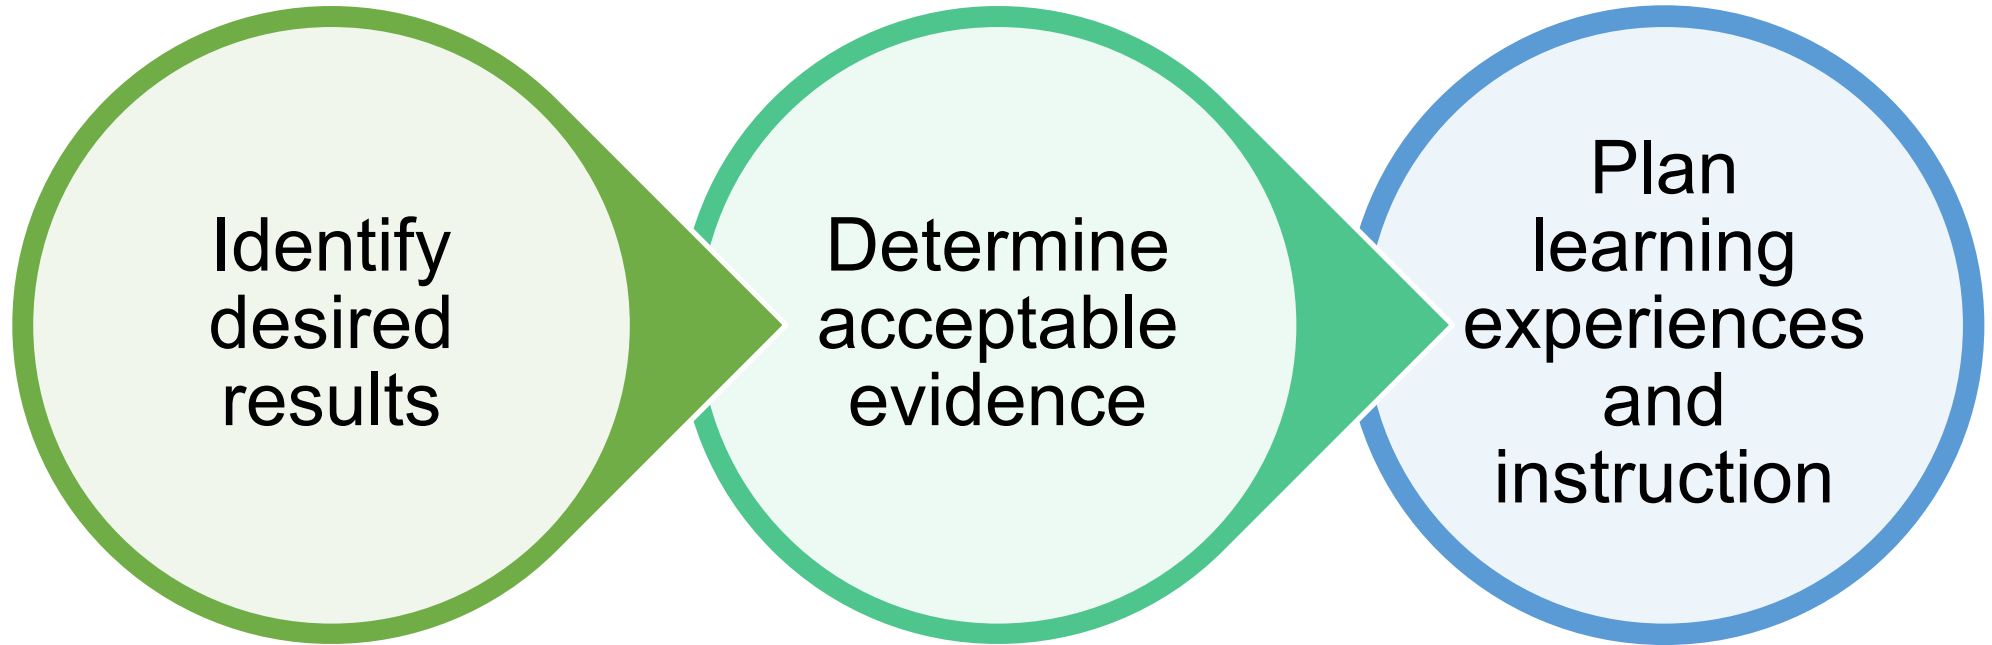 Identify
desired
results
Determine
acceptable
evidence
Plan
learning
experiences
and
instruction